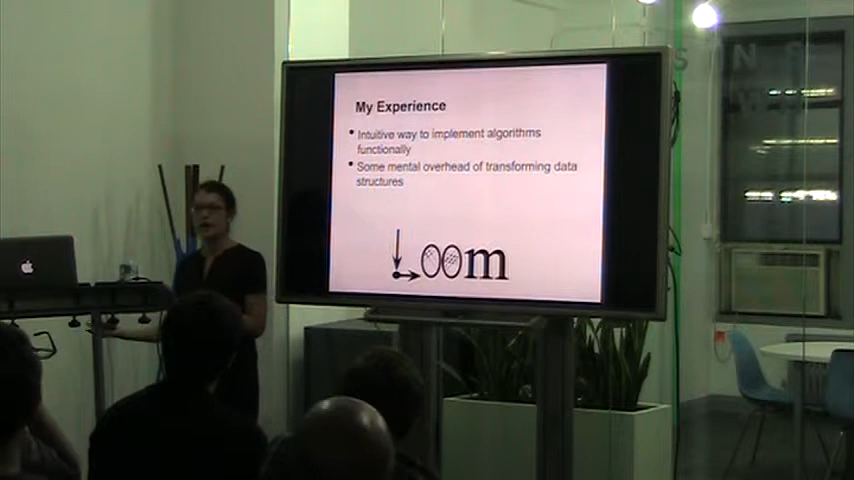 My Experience
• Intuitive way to implement algorithms
functionally
• Some mental overhead of transforming data
structures
loom
N S